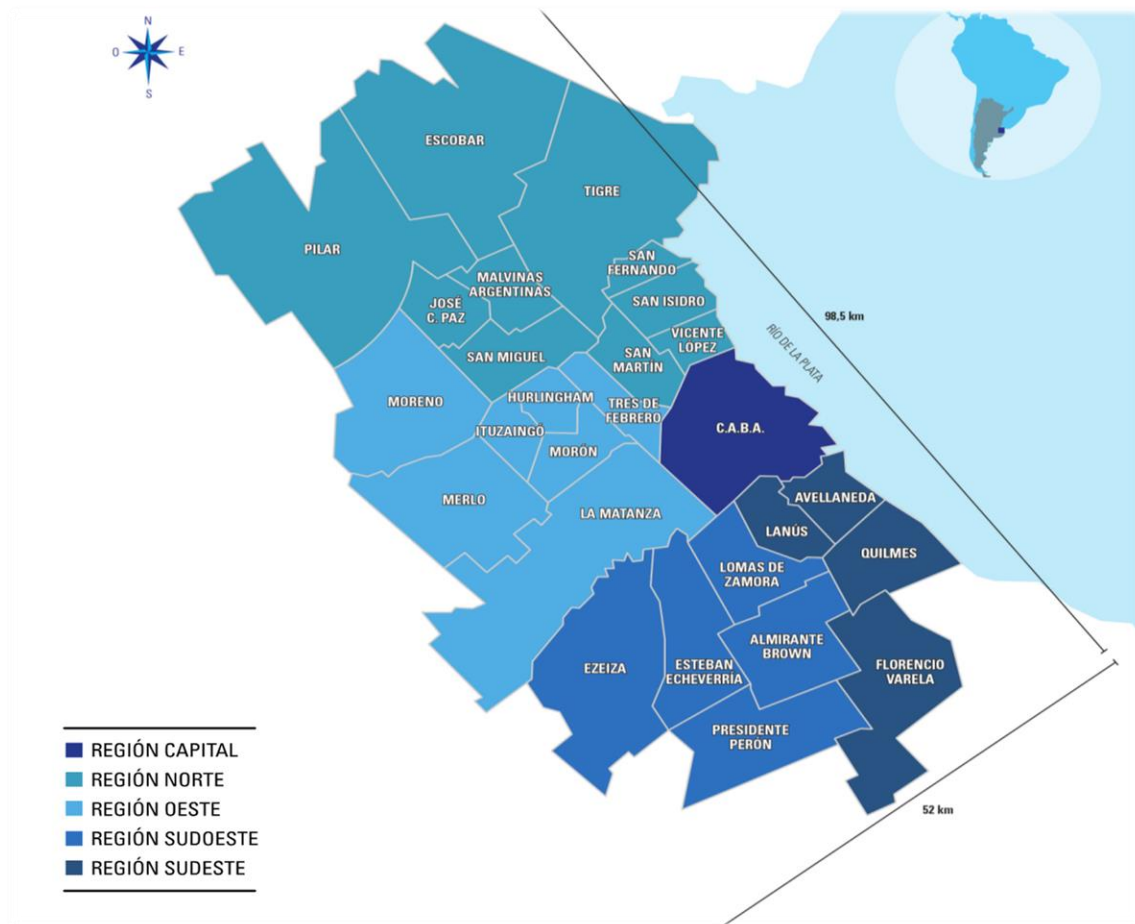 N
O
E
S
ESCOBAR
TIGRE
PILAR
SAN
FERNANDO
MALVINAS
ARGENTINAS
JOSÉ
C. PAZ
SAN ISIDRO
98,5 km
RÍO DE LA PLATA
VICENTE
LOPEZ
SAN MIGUEL
SAN
MARTÍN
MORENO
HURLINGHAM
TRES DE
FEBRERO
ITUZAINGÓ
C.A.B.A.
MORÓN
MERLO
AVELLANEDA
LA MATANZA
LANÚS
QUILMES
LOMAS DE
ZAMORA
ALMIRANTE
BROWN
EZEIZA
ESTEBAN
ECHEVERRÍA
FLORENCIO
VARELA
PRESIDENTE
PERÓN
52 km
REGIÓN CAPITAL
REGIÓN NORTE
REGIÓN OESTE
REGIÓN SUDOESTE
REGIÓN SUDESTE